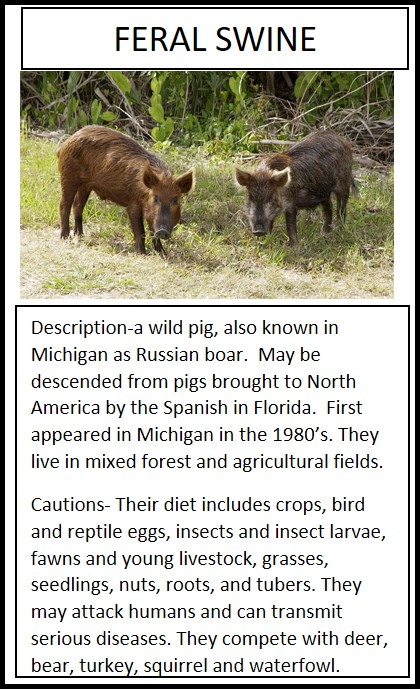 FERAL SWINE
Description-a wild pig, also known in
Michigan as Russian boar.  May be
descended from pigs brought to North
America by the Spanish in Florida.  First
appeared in Michigan in the 1980’s. They
live in mixed forest and agricultural fields.
Cautions- Their diet includes crops, bird
and reptile eggs, insects and insect larvae,
fawns and young livestock, grasses,
seedlings, nuts, roots, and tubers. They
may attack humans and can transmit
serious diseases. They compete with deer,
bear, turkey, squirrel and waterfowl.